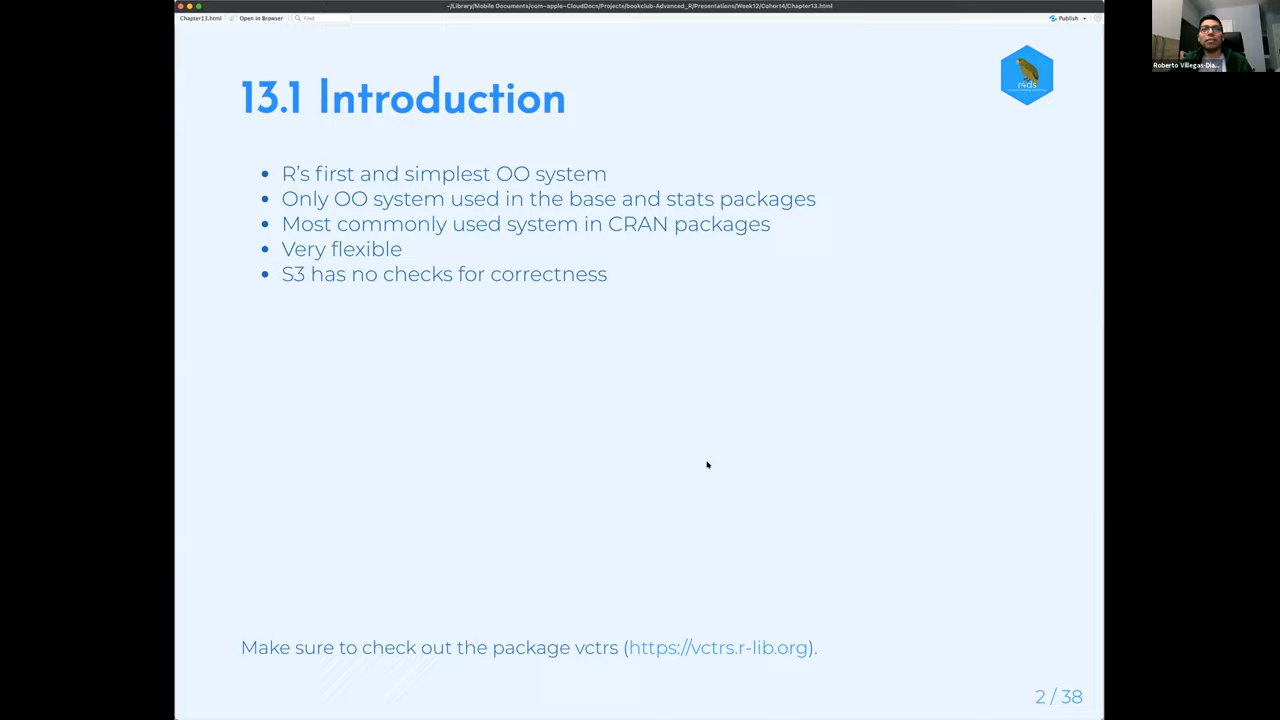 ~/Library/Mobile Documents/com~apple~CloudDocs/Projects/bookclub-Advanced_R/Presentations/Week12/Cohort4/Chapter13.html
Chapter13.html Open in Browser Find Publish
13.1 Introduction
r4ds
• R's first and simplest OO system
• Only OO system used in the base and stats packages
• Most commonly used system in CRAN packages
• Very flexible
• S3 has no checks for correctness
Make sure to check out the package vctrs (https://vctrs.r-lib.org).
2 / 38
Roberto Villegas-Dia...